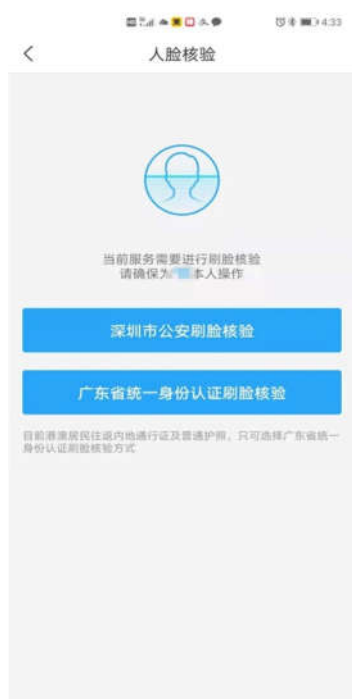 4:33
人脸核验
当前服务需要进行刷脸核验
请确保为 本人操作
深圳市公安刷脸核验
广东省统一身份认证刷脸核验
目前港澳居民往返内地通行证及普通护照，只可选择广东省统一
身份认证刷脸核验方式